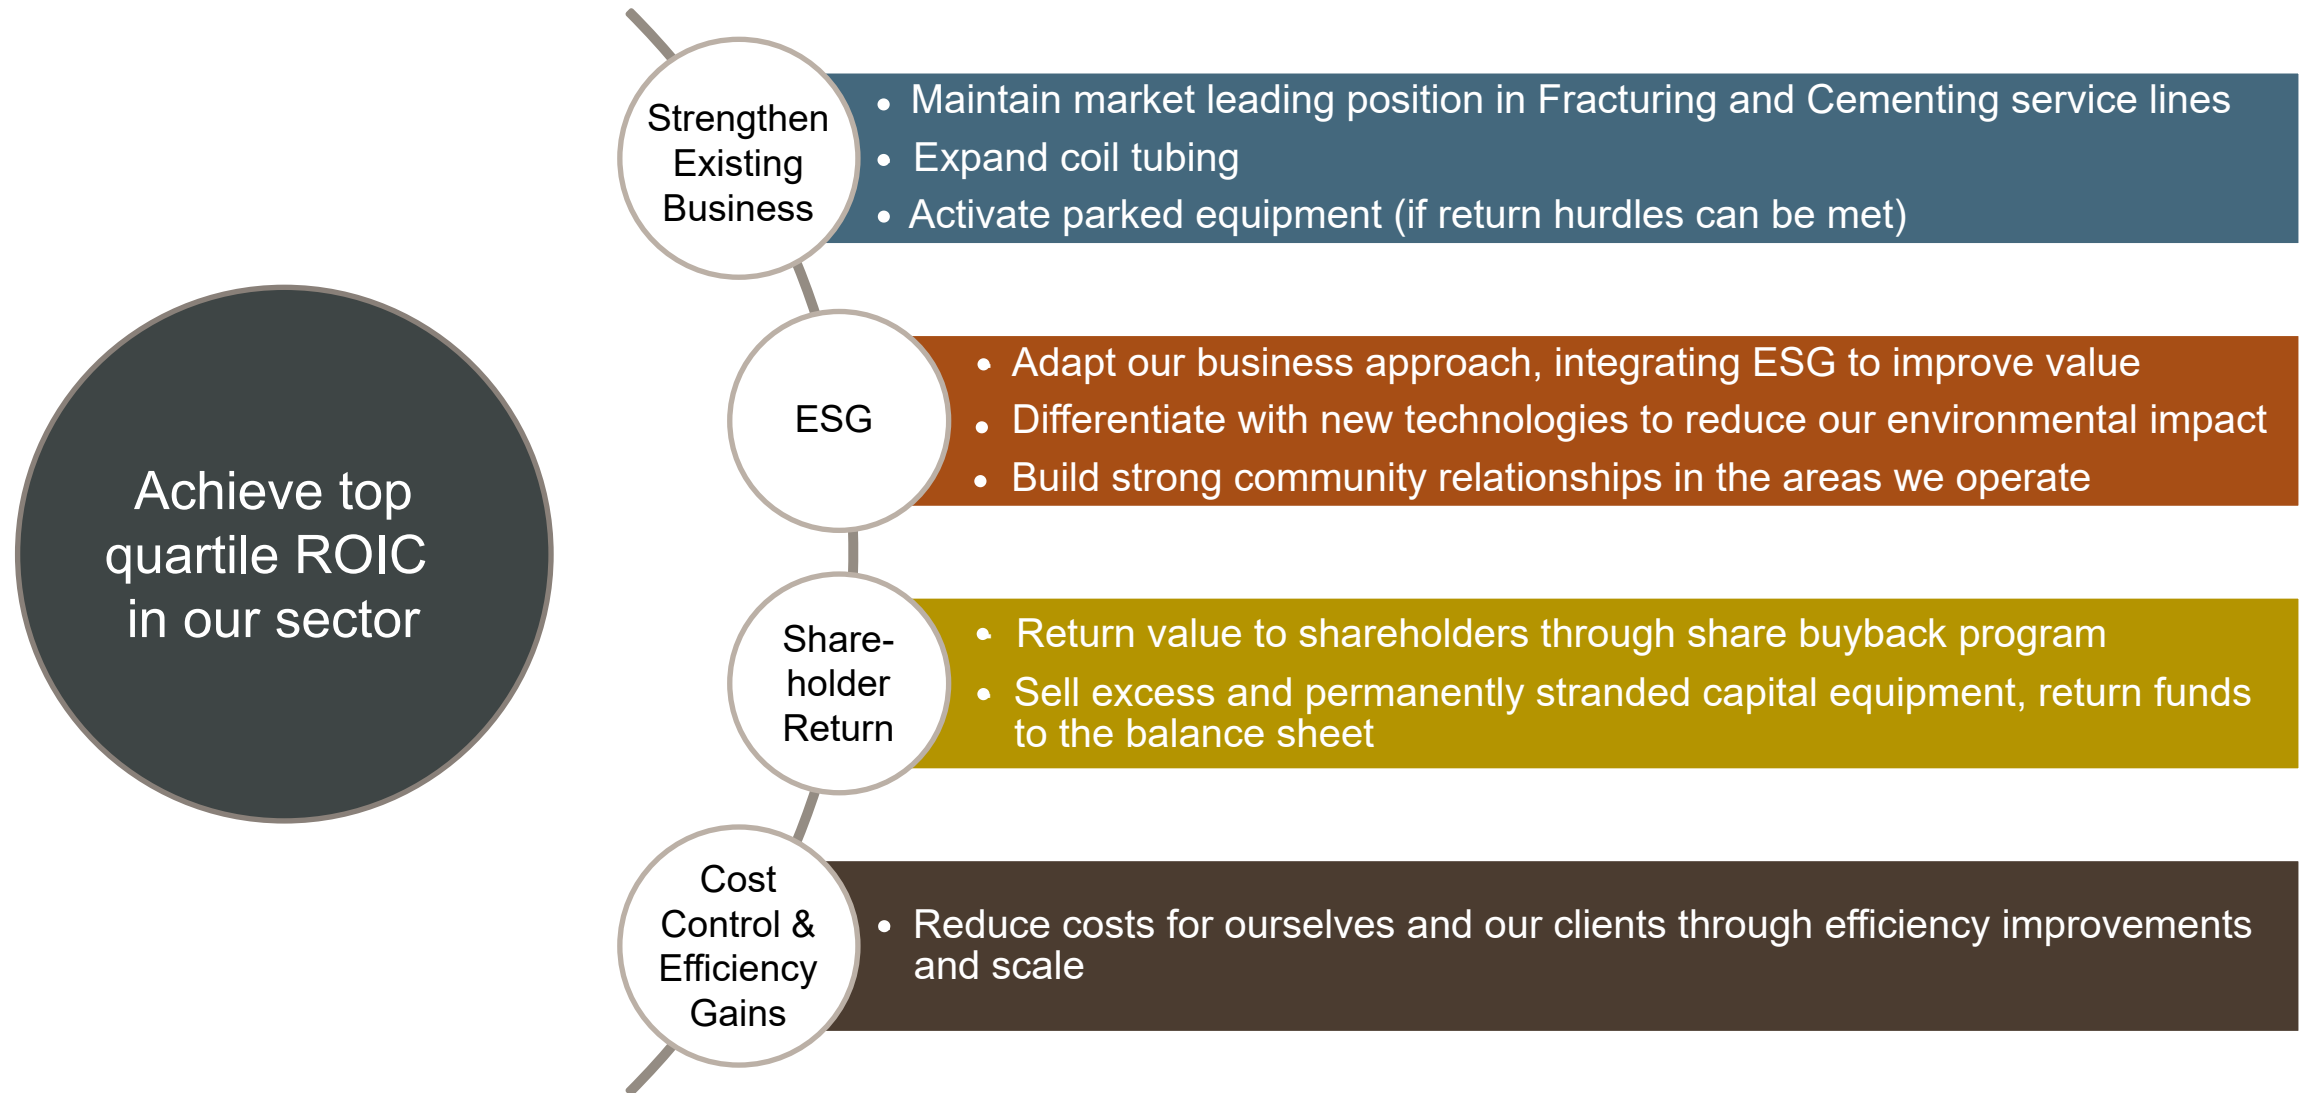 Achieve top
quartile ROIC
in our sector
Strengthen
Existing
Business
• Maintain market leading position in Fracturing and Cementing service lines
• Expand coil tubing
• Activate parked equipment (if return hurdles can be met)
ESG
• Adapt our business approach, integrating ESG to improve value
• Differentiate with new technologies to reduce our environmental impact
• Build strong community relationships in the areas we operate
Share-
holder
Return
• Return value to shareholders through share buyback program
• Sell excess and permanently stranded capital equipment, return funds
to the balance sheet
Cost
Control &
Efficiency
Gains
• Reduce costs for ourselves and our clients through efficiency improvements
and scale